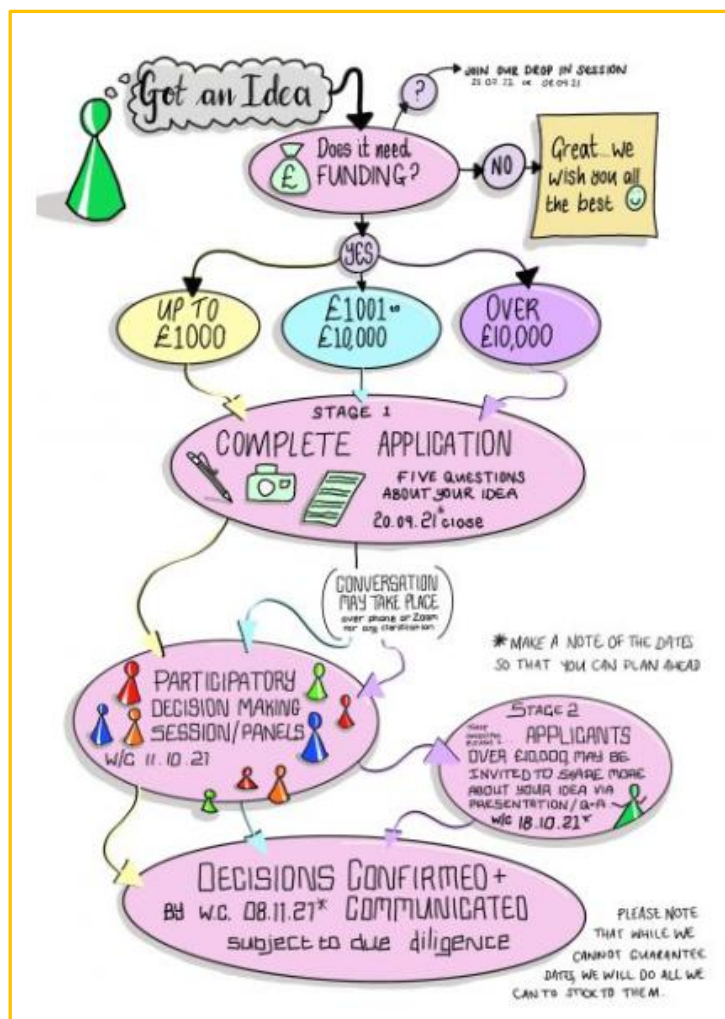 Got an Idea
?
JOIN OUR DROP IN SESSION
Does it need
FUNDING?
£
NO
Great...we
wish you all
the best
YES
UP TO
£1000
£1001 to
£10,000
OVER
£10,000
STAGE 1
COMPLETE APPLICATION
FIVE QUESTIONS
ABOUT YOUR IDEA
20.09.21* close
CONVERSATION
MAY TAKE PLACE
over phone or Zoom
for any clarification
*MAKE A NOTE OF THE DATES
SO THAT YOU CAN PLAN AHEAD
PARTICIPATORY
DECISION MAKING
SESSION/PANELS
W/C 11.10.21
STAGE 2
APPLICANTS
OVER £10,000 MAY BE
INVITED TO SHARE MORE
ABOUT YOUR IDEA VIA
PRESENTATION/Q-A
W/C 18.10.21*
DECISIONS CONFIRMED +
BY W.C. 08.11.21* COMMUNICATED
subject to due diligence
PLEASE NOTE
THAT WHILE WE
CANNOT GUARANTEE
DATES, WE WILL DO ALL WE
CAN TO STICK TO THEM.